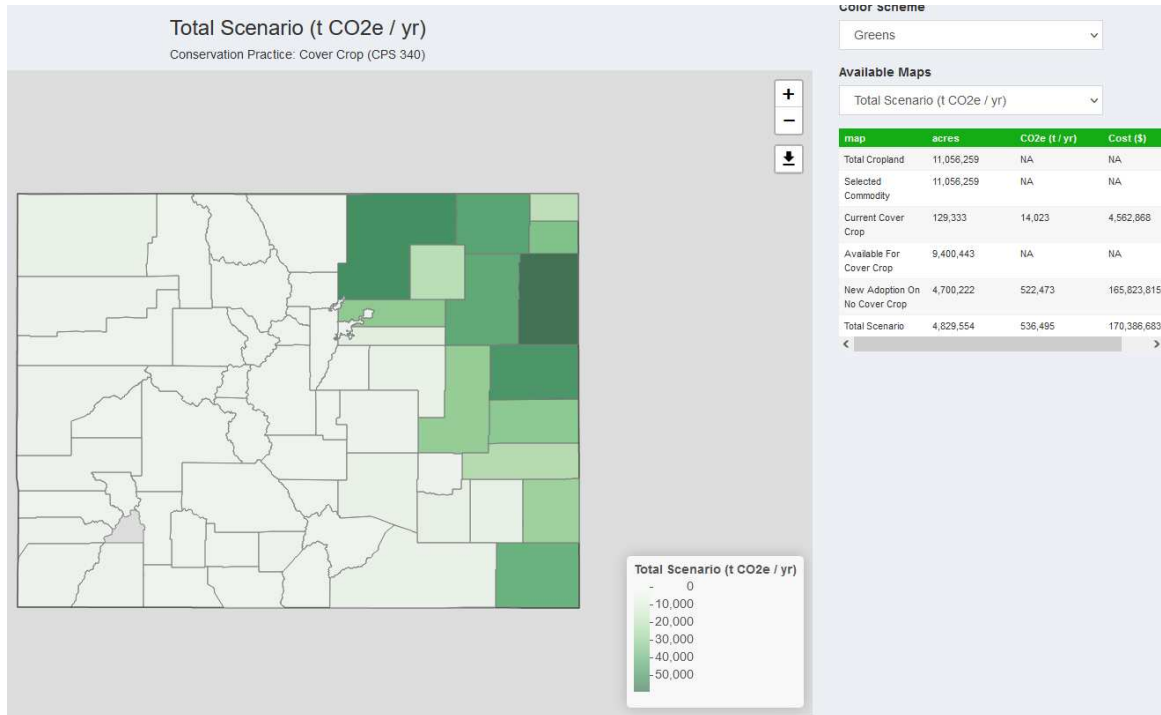 Total Scenario (t CO2e / yr)
Conservation Practice: Cover Crop (CPS 340)
+
−
Color Scheme
Greens
Available Maps
Total Scenario (t CO2e / yr)
map acres CO2e (t / yr) Cost ($)
Total Cropland 11,056,259 NA NA
Selected Commodity 11,056,259 NA NA
Current Cover Crop 129,333 14,023 4,562,868
Available For Cover Crop 9,400,443 NA NA
New Adoption On No Cover Crop 4,700,222 522,473 165,823,815
Total Scenario 4,829,554 536,495 170,386,683
Total Scenario (t CO2e / yr)
- 0
-10,000
-20,000
-30,000
-40,000
-50,000